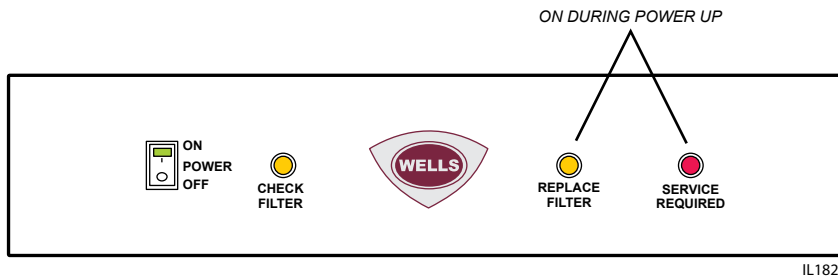 ON DURING POWER UP
ON
POWER
OFF
CHECK
FILTER
WELLS
REPLACE
FILTER
SERVICE
REQUIRED
IL182